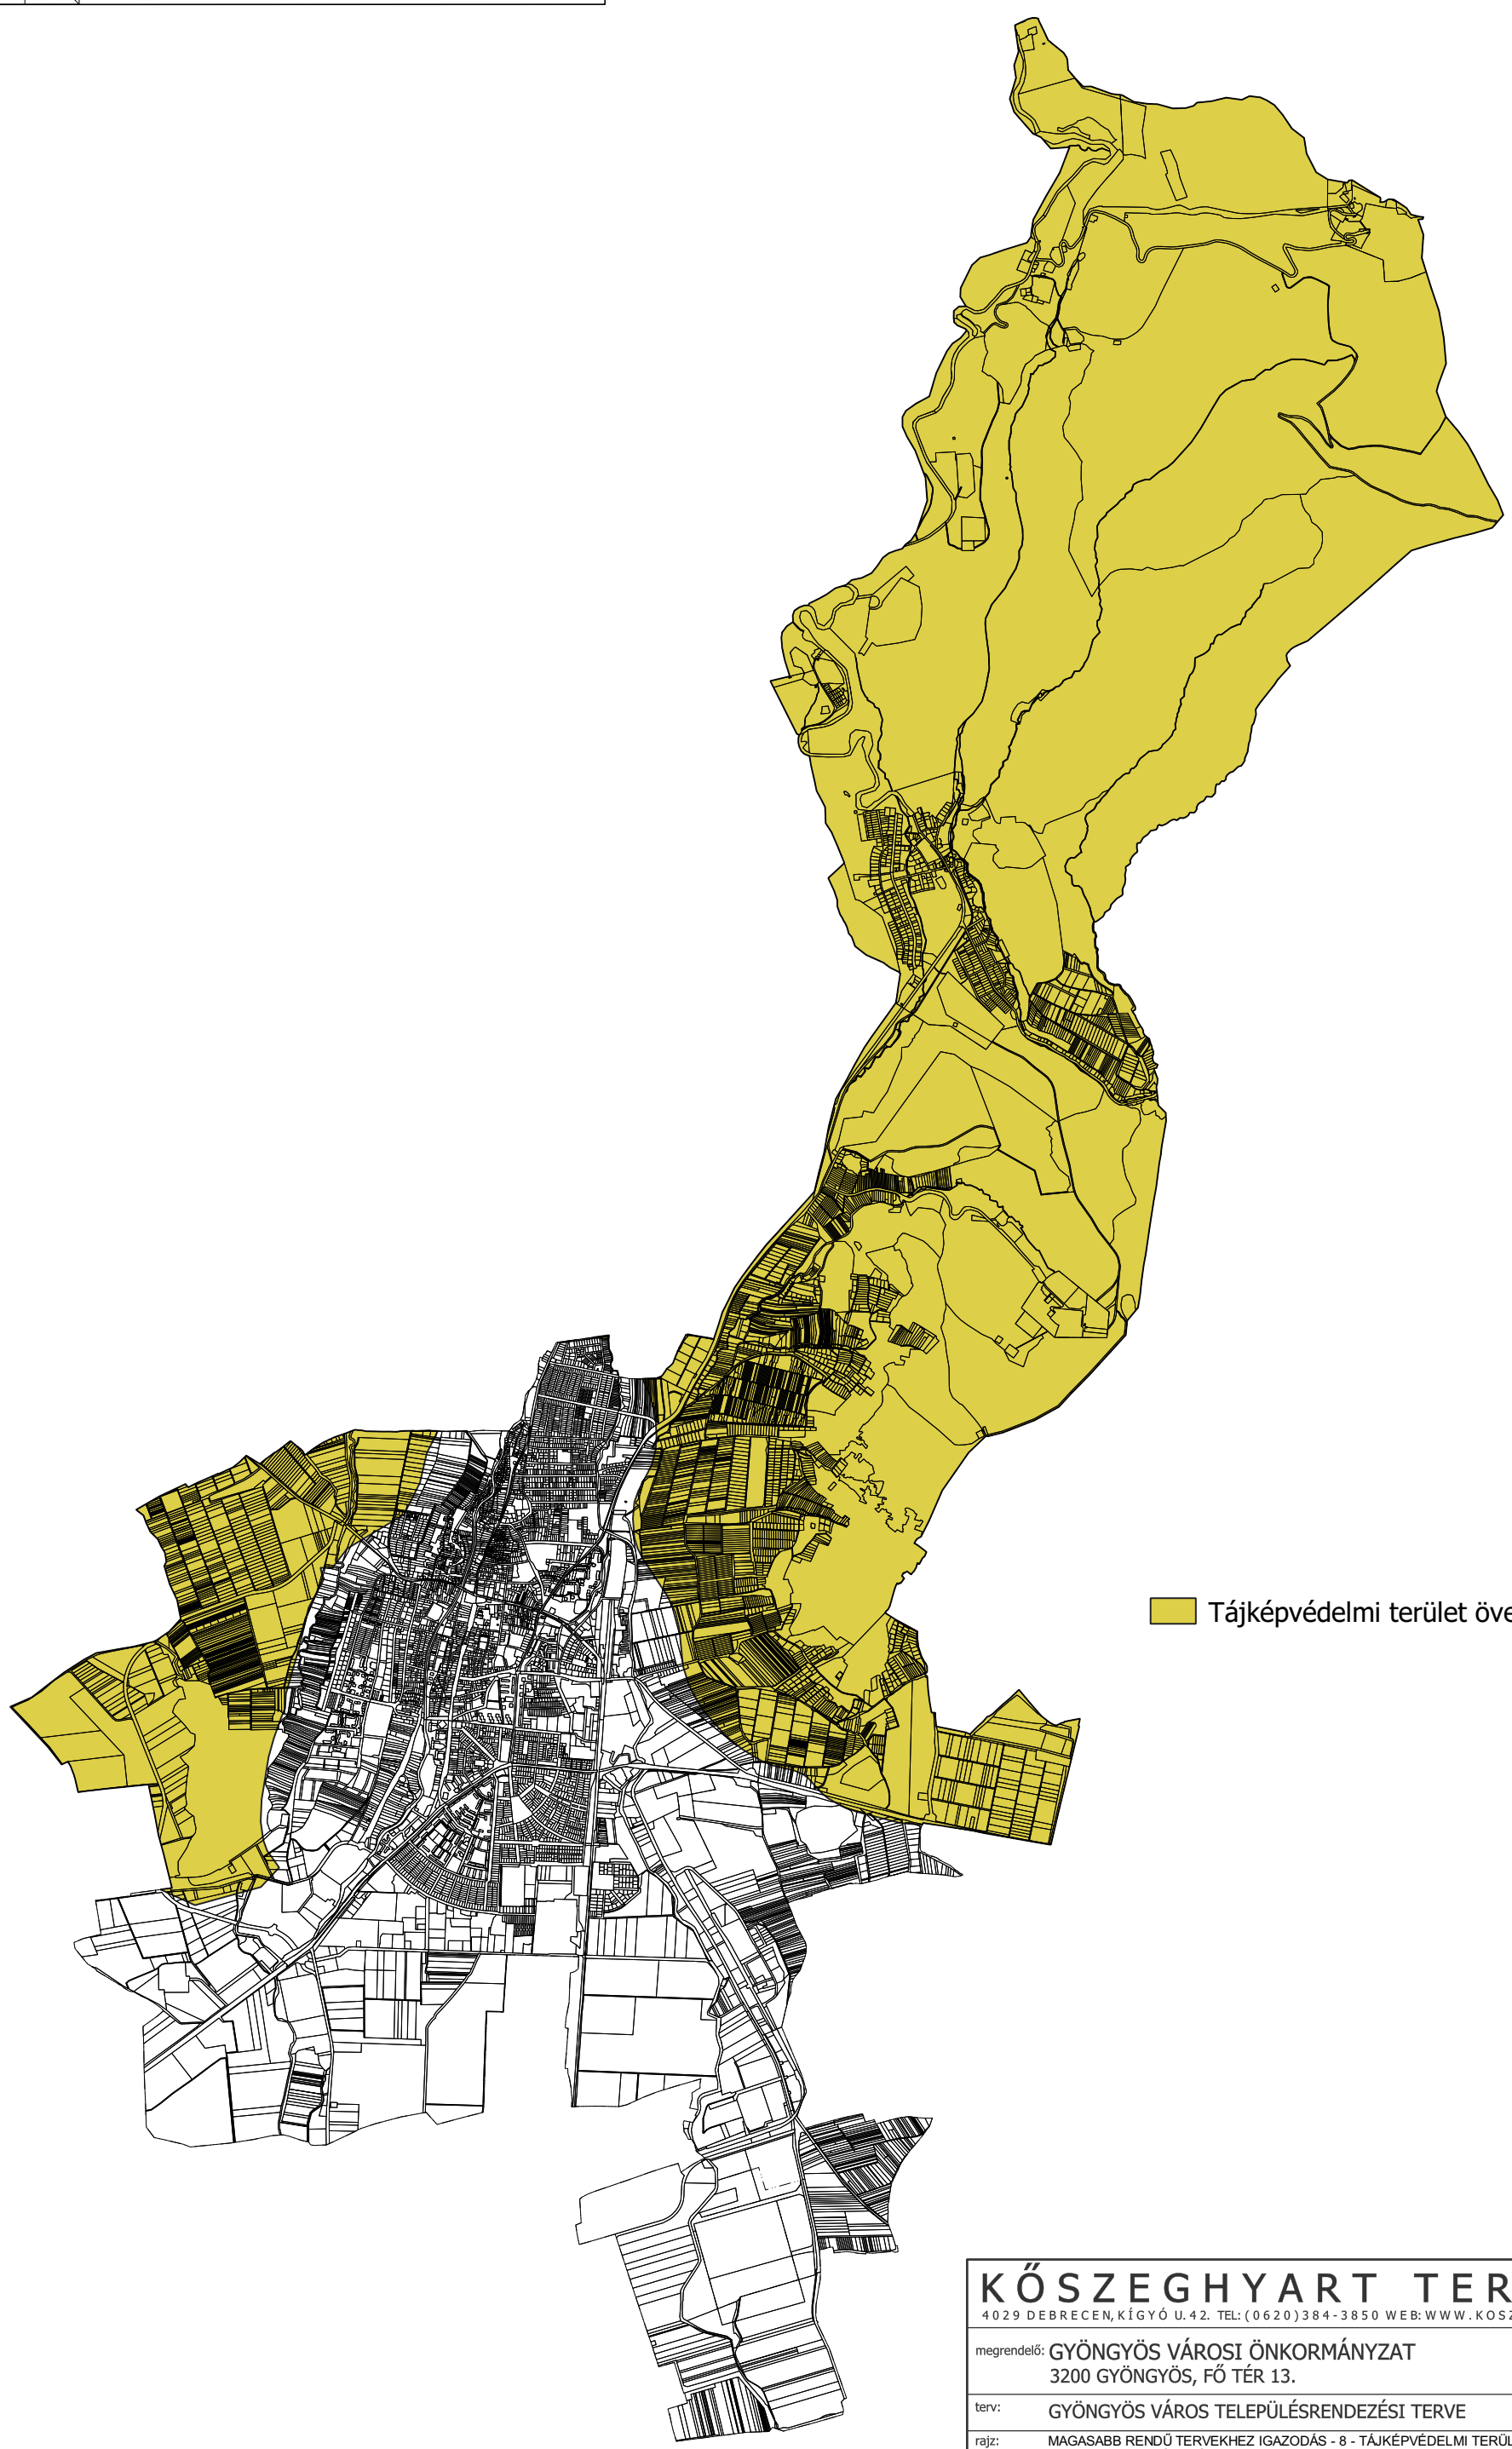 Tájképvédelmi terület öve
KŐSZEGHYART TER
4029 DEBRECEN, KÍGYÓ U. 42. TEL: (0620)384-3850 WEB: WWW.KOSZ
megrendelő: GYÖNGYÖS VÁROSI ÖNKORMÁNYZAT
3200 GYÖNGYÖS, FŐ TÉR 13.
terv: GYÖNGYÖS VÁROS TELEPÜLÉSRENDEZÉSI TERVE
rajz: MAGASABB RENDŰ TERVEKHEZ IGAZODÁS - 8 - TÁJKÉPVÉDELMI TERÜL